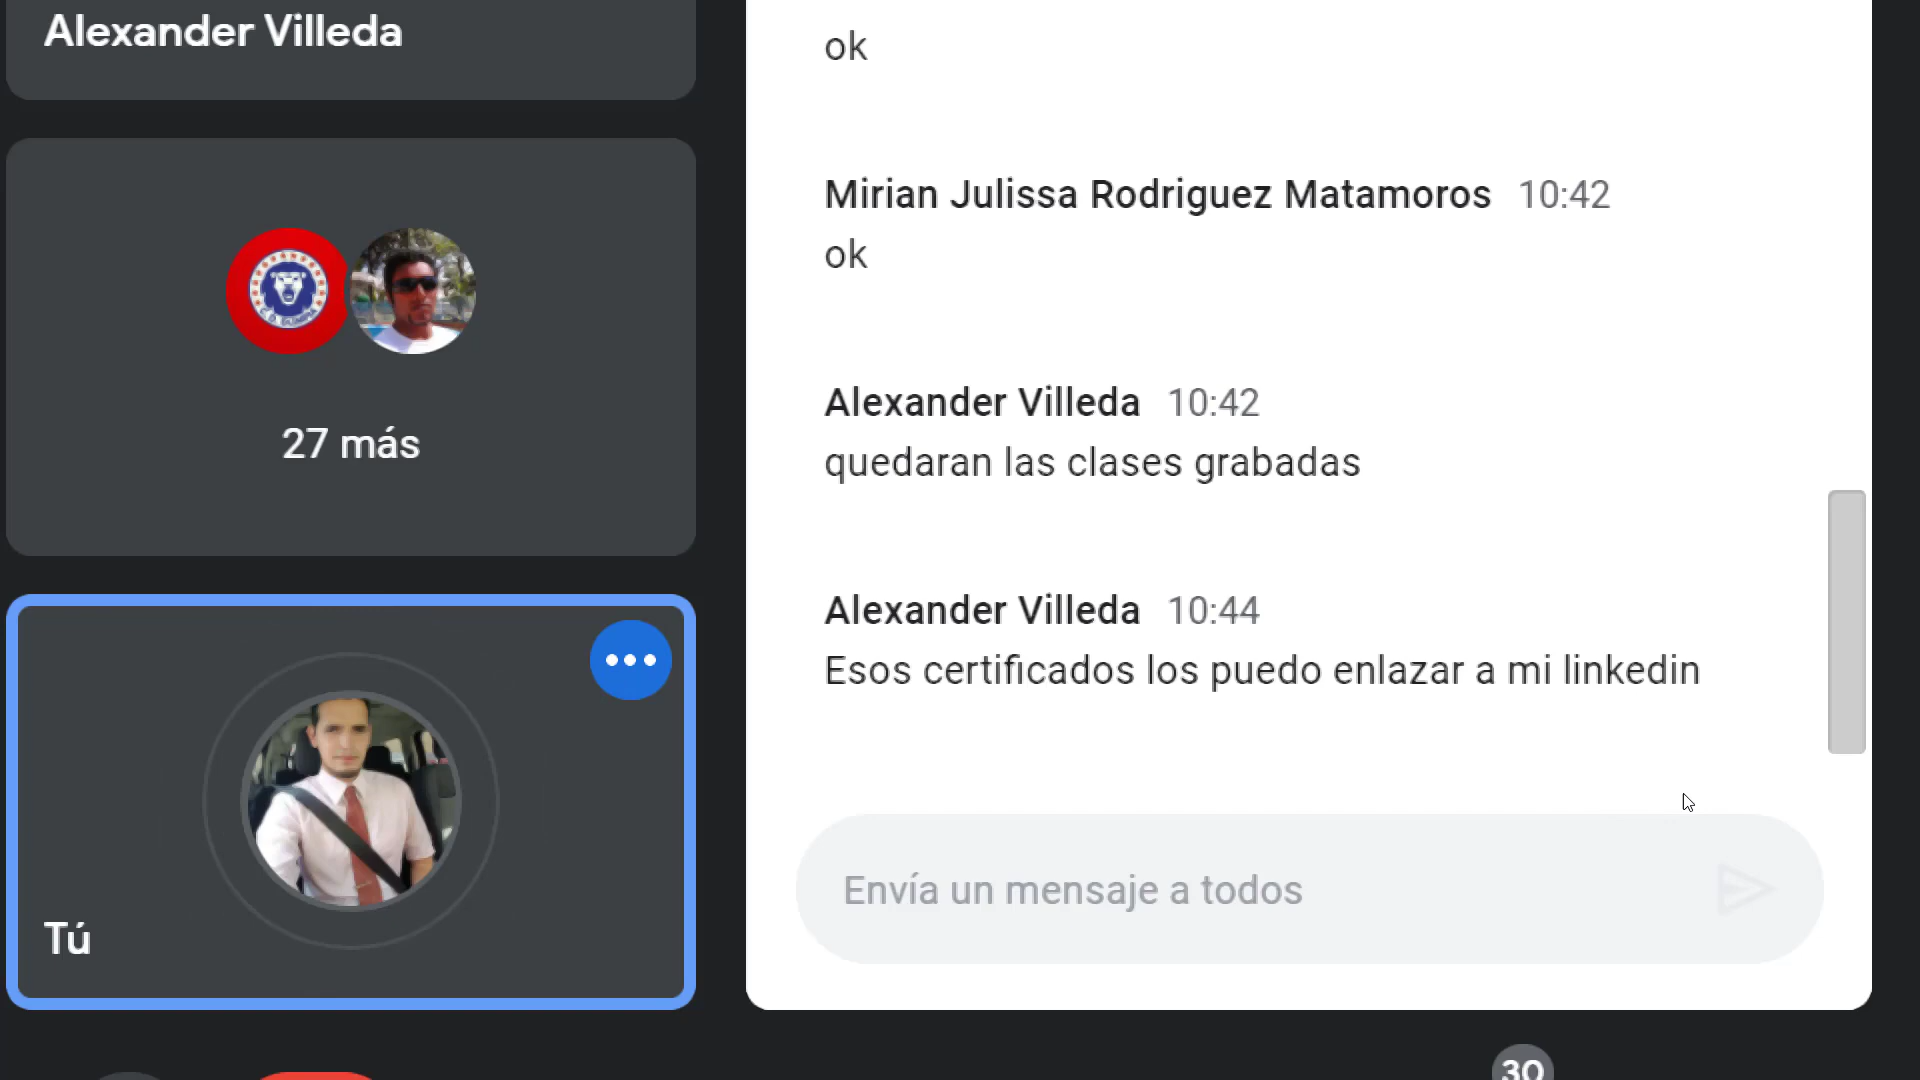 Alexander Villeda
27 más
Tú
ok
Mirian Julissa Rodriguez Matamoros 10:42
ok
Alexander Villeda 10:42
quedaran las clases grabadas
Alexander Villeda 10:44
Esos certificados los puedo enlazar a mi linkedin
Envía un mensaje a todos
30